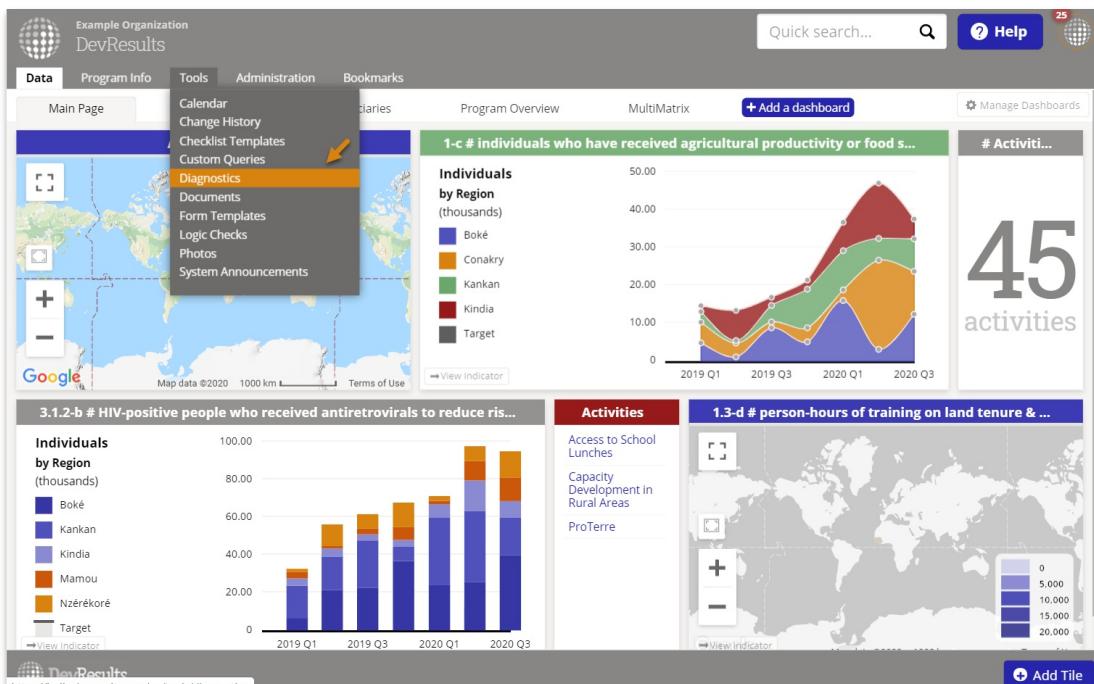 Example Organization
DevResults
Quick search...
Help
25
Data Program Info Tools Administration Bookmarks
Main Page
ciaries Program Overview MultiMatrix
Add a dashboard
Manage Dashboards
Calendar
Change History
Checklist Templates
Custom Queries
Diagnostics
Documents
Form Templates
Logic Checks
Photos
System Announcements
Google
Map data ©2020 1000 km Terms of Use
1-c # individuals who have received agricultural productivity or food s...
Individuals
by Region
(thousands)
Boké
Conakry
Kankan
Kindia
Target
50.00
40.00
30.00
20.00
10.00
0
2019 Q1 2019 Q3 2020 Q1 2020 Q3
View Indicator
# Activiti...
45
activities
3.1.2-b # HIV-positive people who received antiretrovirals to reduce ris...
Individuals
by Region
(thousands)
Boké
Kankan
Kindia
Mamou
Nzérékoré
Target
View Indicator
100.00
80.00
60.00
40.00
20.00
0
2019 Q1 2019 Q3 2020 Q1 2020 Q3
Activities
Access to School
Lunches
Capacity
Development in
Rural Areas
ProTerre
1.3-d # person-hours of training on land tenure & ...
0
5,000
10,000
15,000
20,000
View Indicator
DevResults
Add Tile